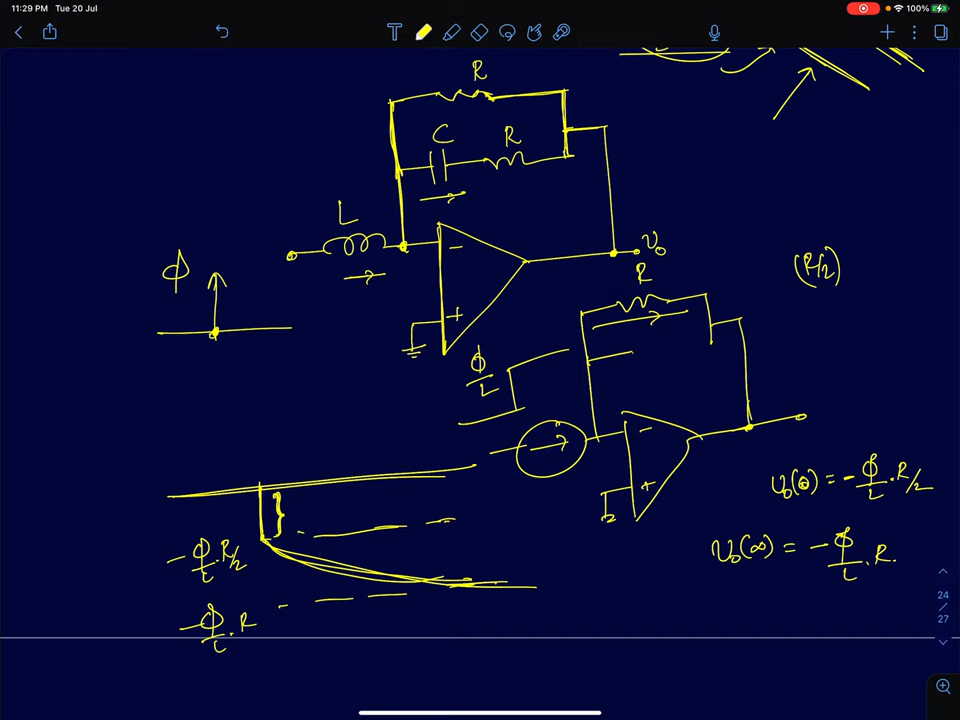 11:29 PM Tue 20 Jul
100%
R
C
R
L
-
+
v₀
ϕ
(R/2)
R
ϕ/L
-
+
v₀(0) = -ϕ/L · R/2
v₀(∞) = -ϕ/L · R.
-ϕ/L · R/2
-ϕ/L · R
24
/
27